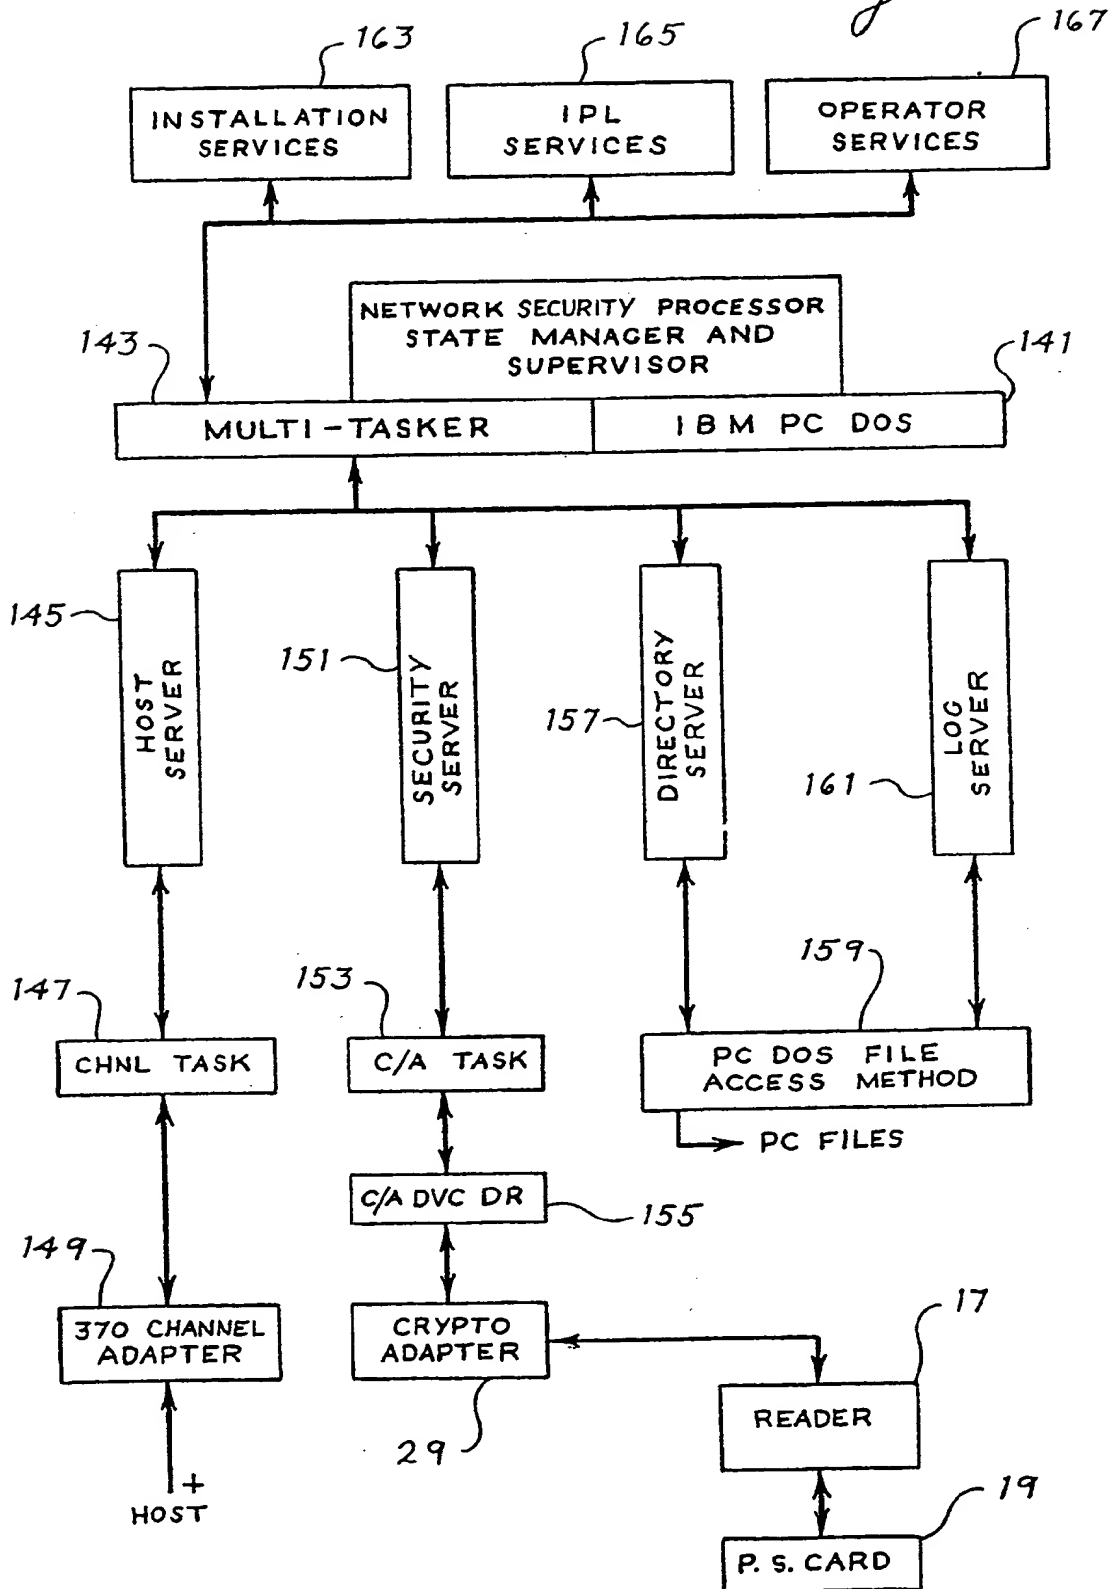 163
165
167
INSTALLATION
SERVICES
IPL
SERVICES
OPERATOR
SERVICES
NETWORK SECURITY PROCESSOR
STATE MANAGER AND
SUPERVISOR
143
141
MULTI-TASKER
IBM PC DOS
145
HOST
SERVER
151
SECURITY
SERVER
157
DIRECTORY
SERVER
161
LOG
SERVER
147
CHNL TASK
153
C/A TASK
159
PC DOS FILE
ACCESS METHOD
PC FILES
C/A DVC DR
155
149
370 CHANNEL
ADAPTER
CRYPTO
ADAPTER
29
17
READER
HOST
19
P. S. CARD